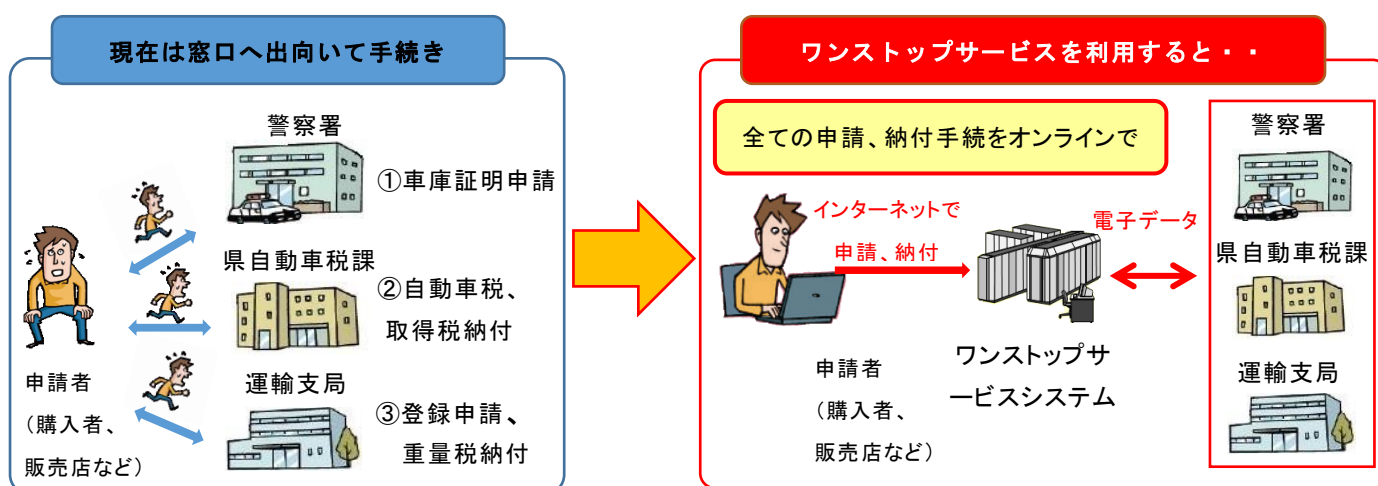 現在は窓口へ出向いて手続き
警察署
①車庫証明申請
県自動車税課
②自動車税、
取得税納付
運輸支局
③登録申請、
重量税納付
申請者
（購入者、
販売店など）
ワンストップサービスを利用すると・・
全ての申請、納付手続をオンラインで
インターネットで
申請、納付
電子データ
申請者
（購入者、
販売店など）
ワンストップサ
ービスシステム
警察署
県自動車税課
運輸支局